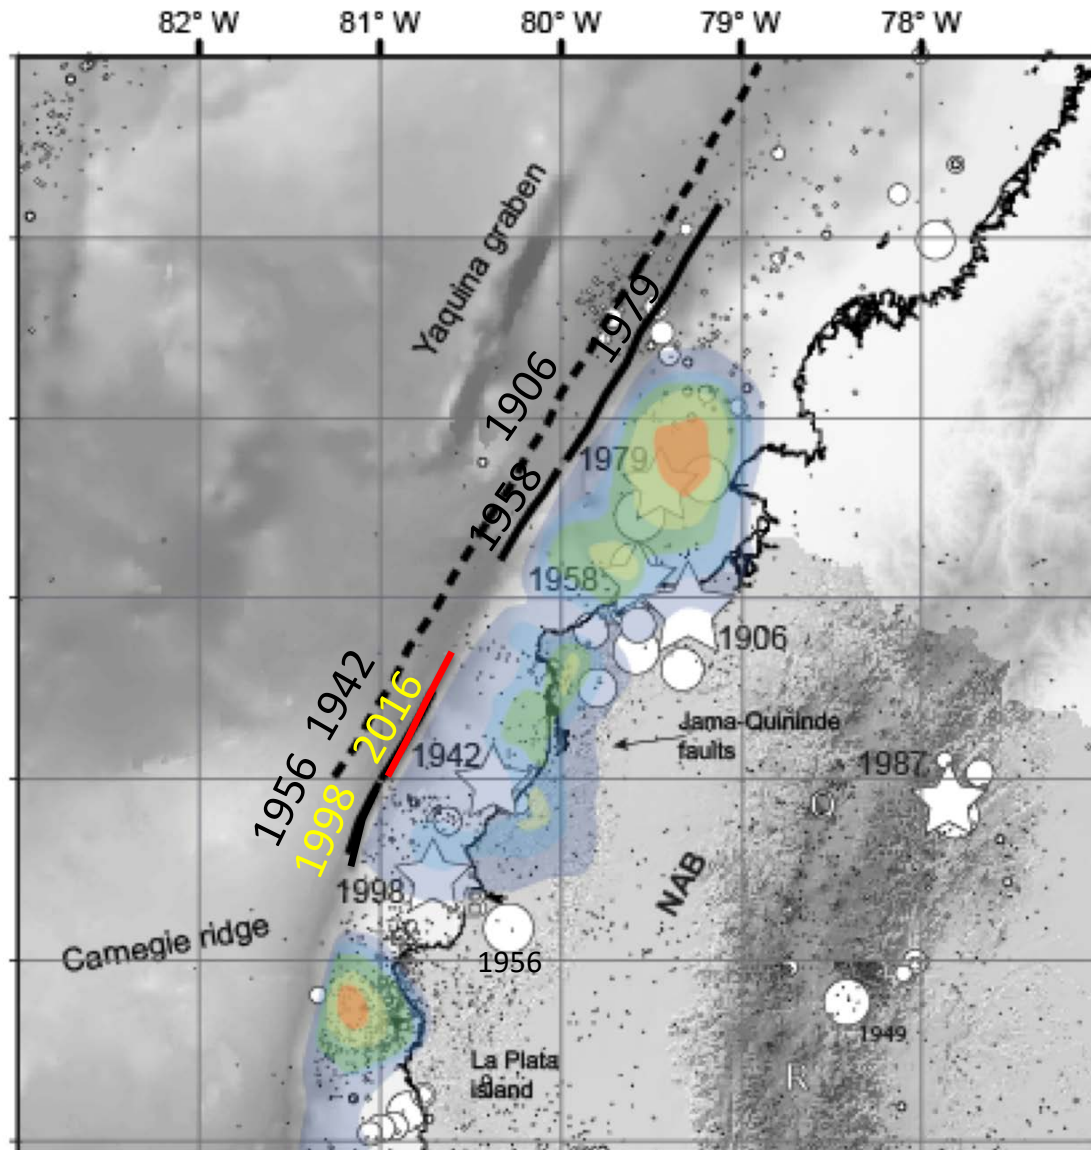 82° W 81° W 80° W 79° W 78° W
Yaquina graben
1979
1906
1979
1958
1958
1906
1942
2016
Jama-Quininde
faults
1942
1956
1998
1987
Q
1998
NAB
Carnegie ridge
1956
1949
La Plata
island
R